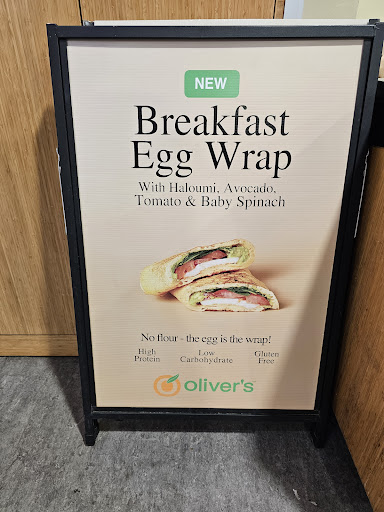 NEW
Breakfast
Egg Wrap
With Haloumi, Avocado,
Tomato & Baby Spinach
No flour - the egg is the wrap!
High Protein
Low Carbohydrate
Gluten Free
oliver's